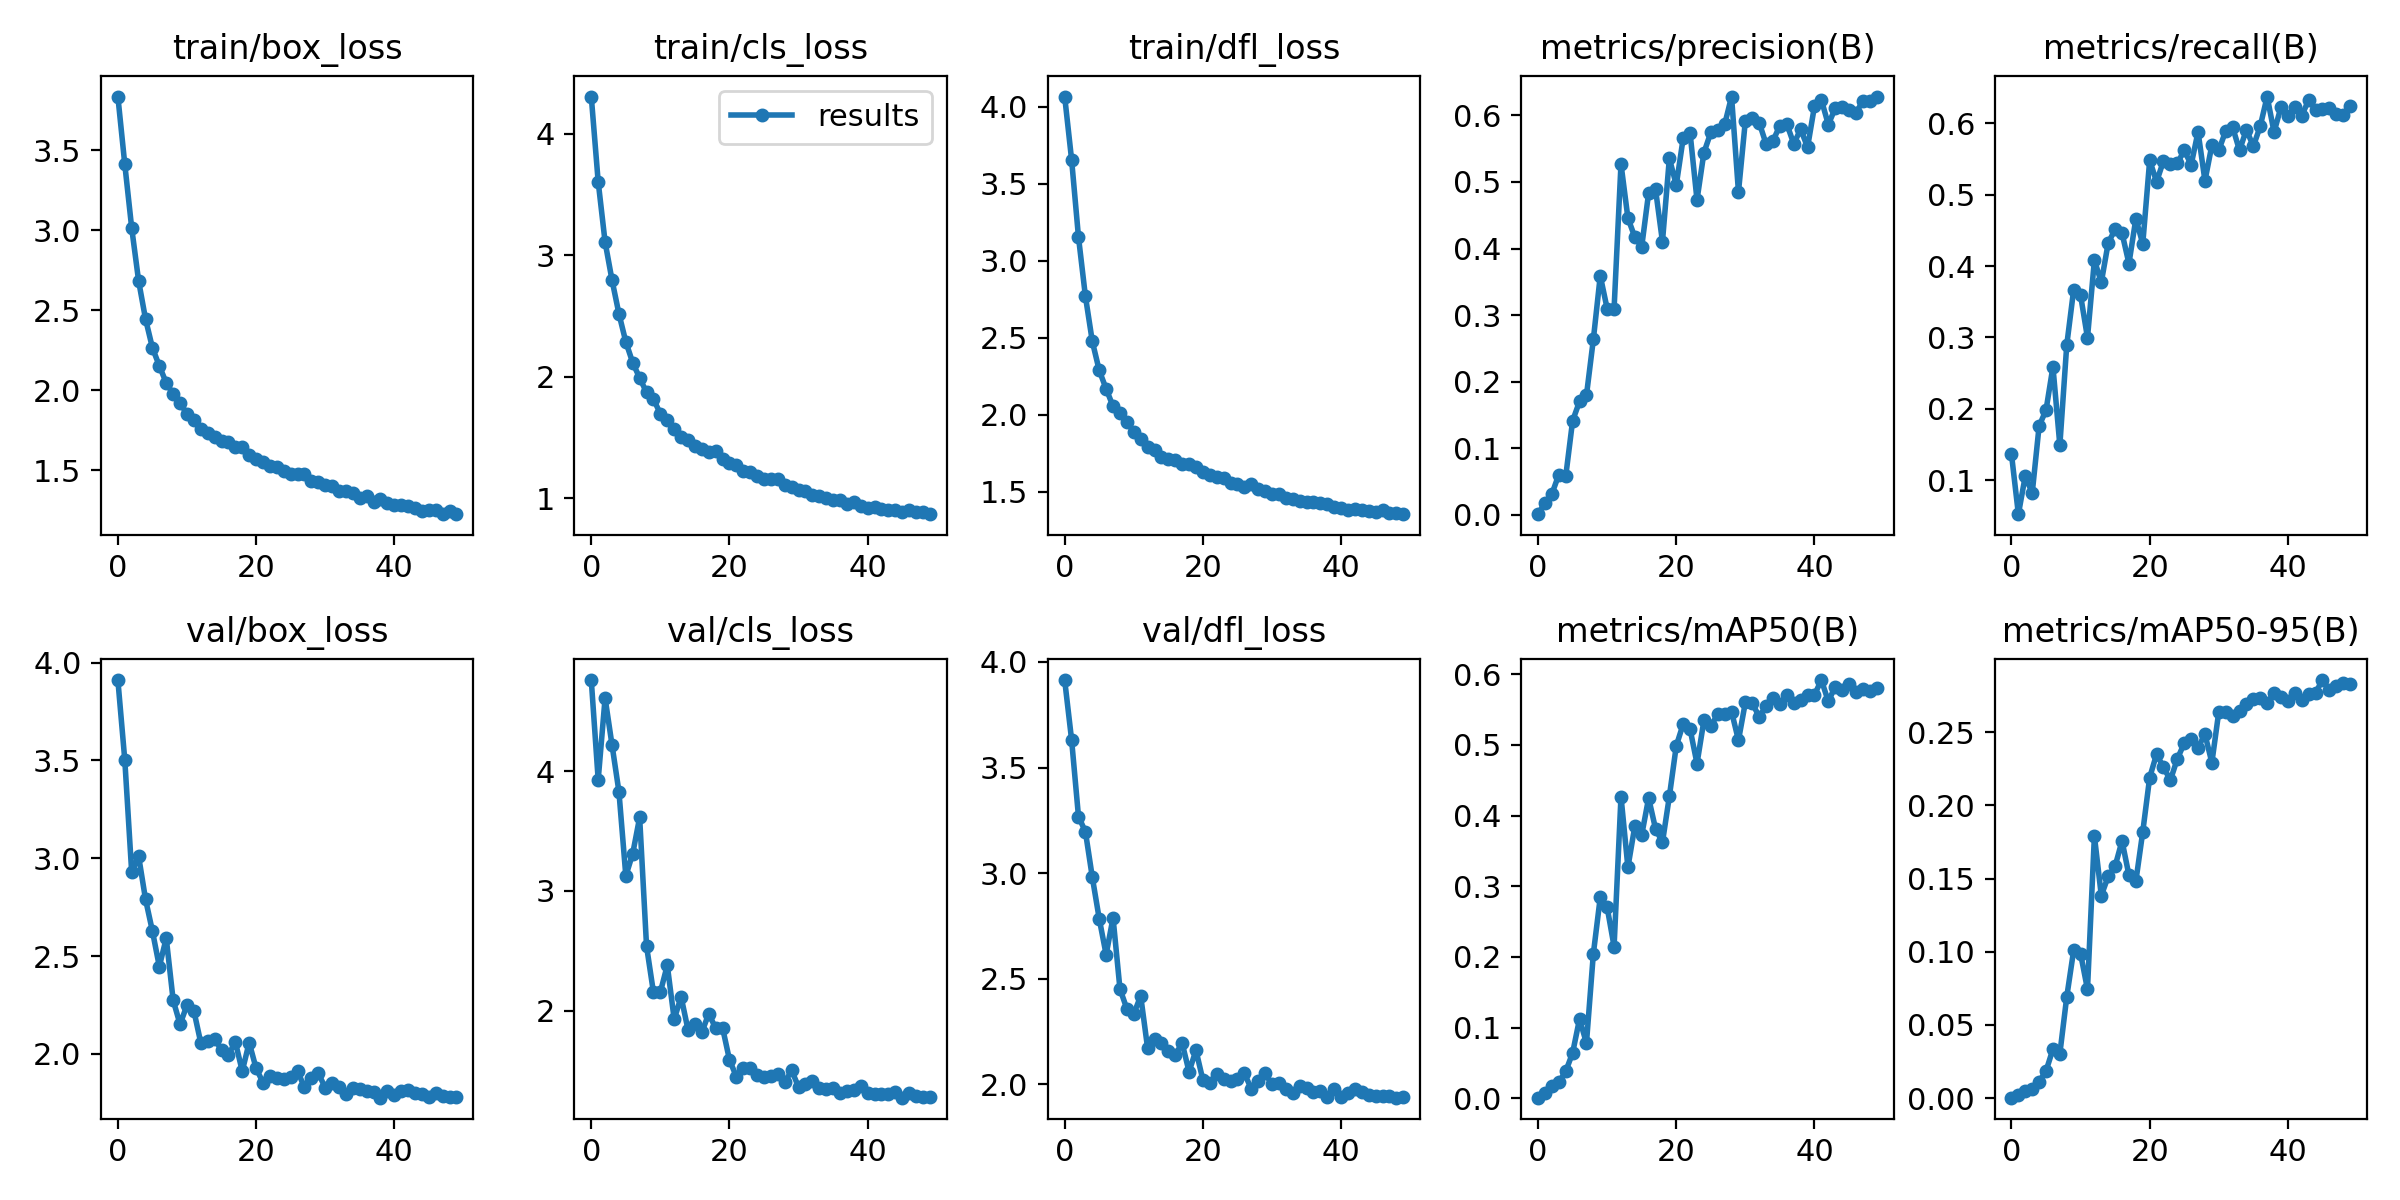 train/box_loss
3.5
3.0
2.5
2.0
1.5
0 20 40
train/cls_loss
results
4
3
2
1
0 20 40
train/dfl_loss
4.0
3.5
3.0
2.5
2.0
1.5
0 20 40
metrics/precision(B)
0.6
0.5
0.4
0.3
0.2
0.1
0.0
0 20 40
metrics/recall(B)
0.6
0.5
0.4
0.3
0.2
0.1
0 20 40
val/box_loss
4.0
3.5
3.0
2.5
2.0
0 20 40
val/cls_loss
4
3
2
0 20 40
val/dfl_loss
4.0
3.5
3.0
2.5
2.0
0 20 40
metrics/mAP50(B)
0.6
0.5
0.4
0.3
0.2
0.1
0.0
0 20 40
metrics/mAP50-95(B)
0.25
0.20
0.15
0.10
0.05
0.00
0 20 40